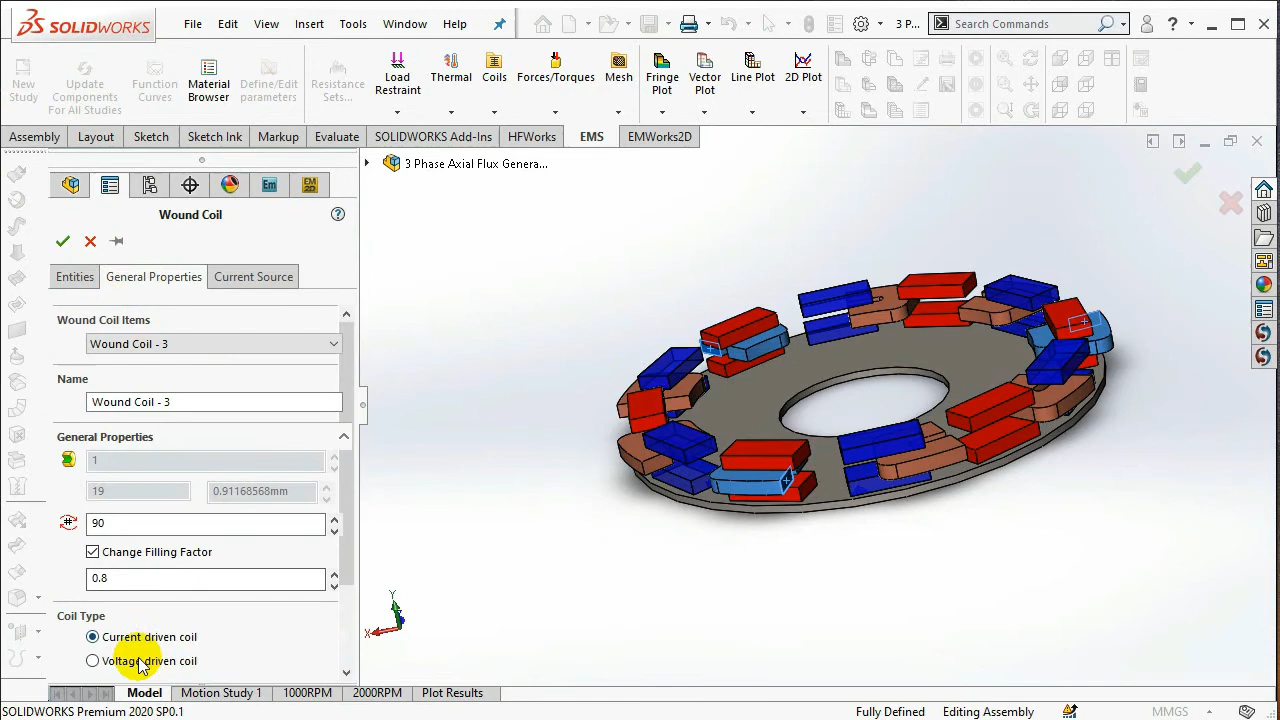 SOLIDWORKS File Edit View Insert Tools Window Help 3 P... Search Commands ?
New Study
Update Components For All Studies
Function Curves
Material Browser
Define/Edit parameters
Resistance Sets...
Load Restraint
Thermal
Coils
Forces/Torques
Mesh
Fringe Plot
Vector Plot
Line Plot
2D Plot
Assembly Layout Sketch Sketch Ink Markup Evaluate SOLIDWORKS Add-Ins HFWorks EMS EMWorks2D
3 Phase Axial Flux Genera...
Em EM 2D
Wound Coil ?
Entities General Properties Current Source
Wound Coil Items
Wound Coil - 3
Name
Wound Coil - 3
General Properties
1
19 0.91168568mm
90
Change Filling Factor
0.8
Coil Type
Current driven coil
Voltage driven coil
Y
X
Model Motion Study 1 1000RPM 2000RPM Plot Results
SOLIDWORKS Premium 2020 SP0.1 Fully Defined Editing Assembly MMGS